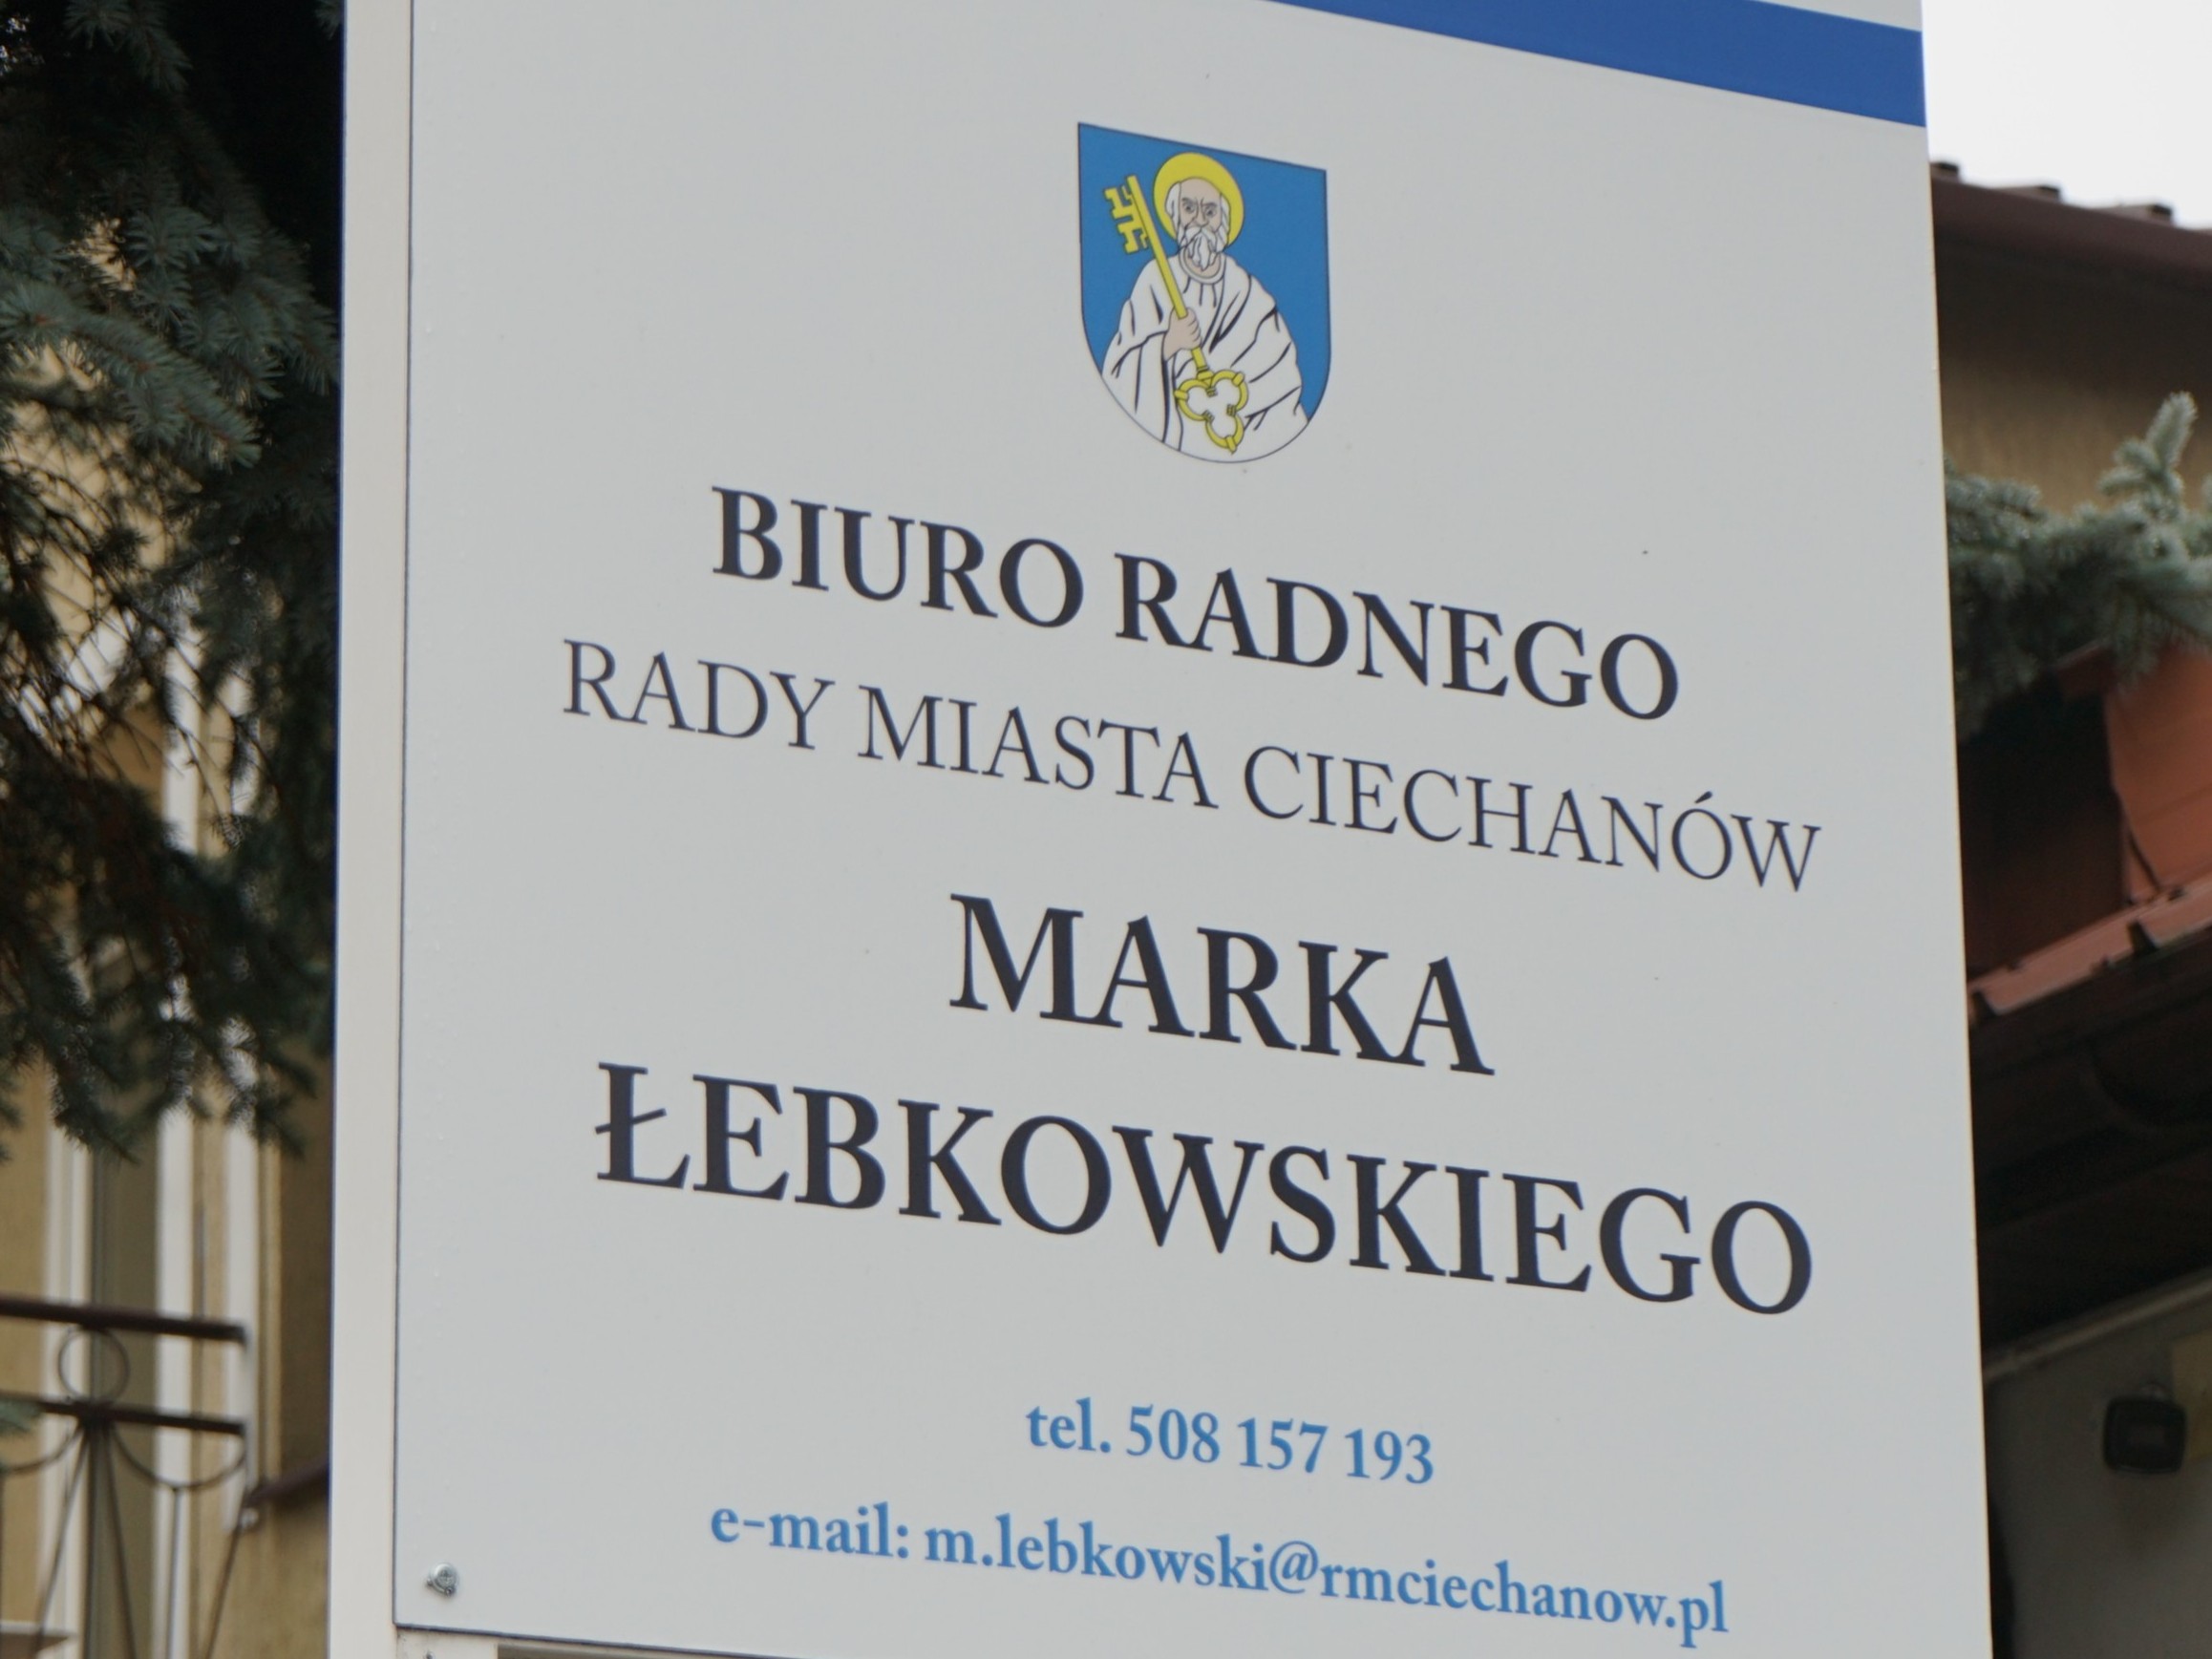 BIURO RADNEGO
RADY MIASTA CIECHANÓW
MARKA
ŁEBKOWSKIEGO
tel. 508 157 193
e-mail: m.lebkowski@rmciechanow.pl